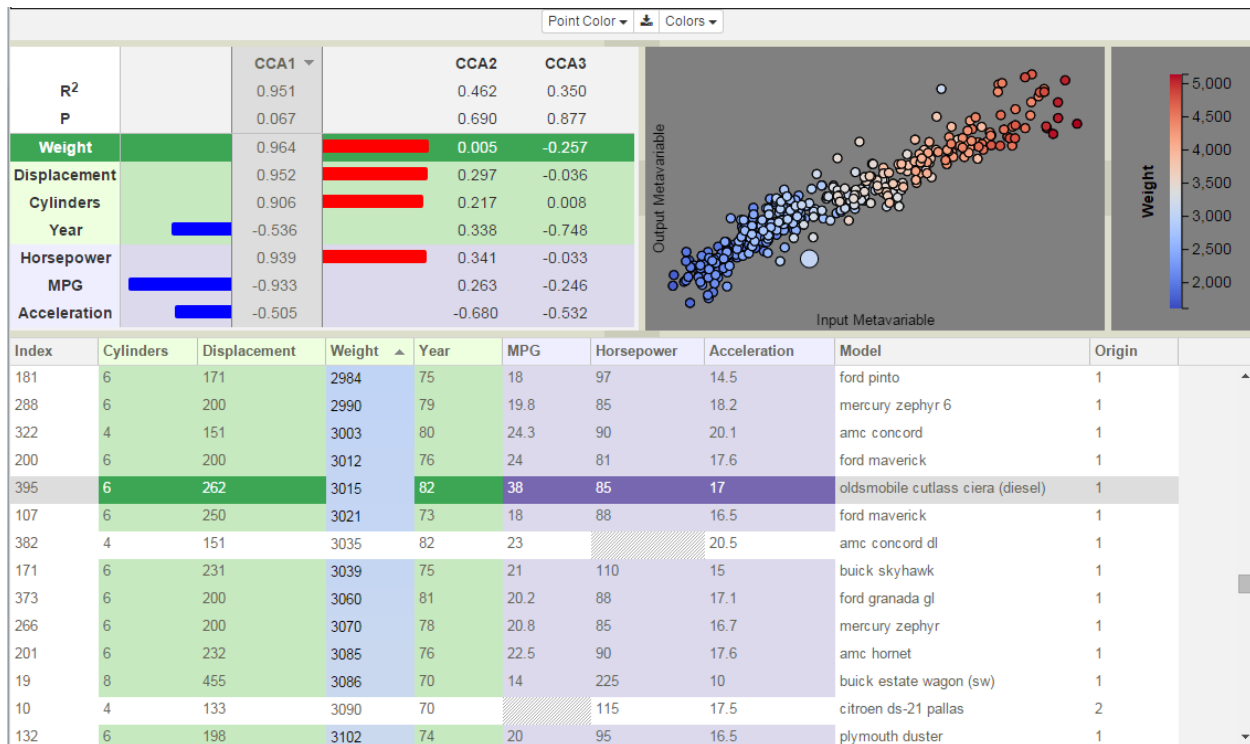 Point Color Colors
CCA1 CCA2 CCA3
R2 0.951 0.462 0.350
P 0.067 0.690 0.877
Weight 0.964 0.005 -0.257
Displacement 0.952 0.297 -0.036
Cylinders 0.906 0.217 0.008
Year -0.536 0.338 -0.748
Horsepower 0.939 0.341 -0.033
MPG -0.933 0.263 -0.246
Acceleration -0.505 -0.680 -0.532
Output Metavariable
Input Metavariable
Weight
5,000
4,500
4,000
3,500
3,000
2,500
2,000
Index Cylinders Displacement Weight Year MPG Horsepower Acceleration Model Origin
181 6 171 2984 75 18 97 14.5 ford pinto 1
288 6 200 2990 79 19.8 85 18.2 mercury zephyr 6 1
322 4 151 3003 80 24.3 90 20.1 amc concord 1
200 6 200 3012 76 24 81 17.6 ford maverick 1
395 6 262 3015 82 38 85 17 oldsmobile cutlass ciera (diesel) 1
107 6 250 3021 73 18 88 16.5 ford maverick 1
382 4 151 3035 82 23 20.5 amc concord dl 1
171 6 231 3039 75 21 110 15 buick skyhawk 1
373 6 200 3060 81 20.2 88 17.1 ford granada gl 1
266 6 200 3070 78 20.8 85 16.7 mercury zephyr 1
201 6 232 3085 76 22.5 90 17.6 amc hornet 1
19 8 455 3086 70 14 225 10 buick estate wagon (sw) 1
10 4 133 3090 70 115 17.5 citroen ds-21 pallas 2
132 6 198 3102 74 20 95 16.5 plymouth duster 1